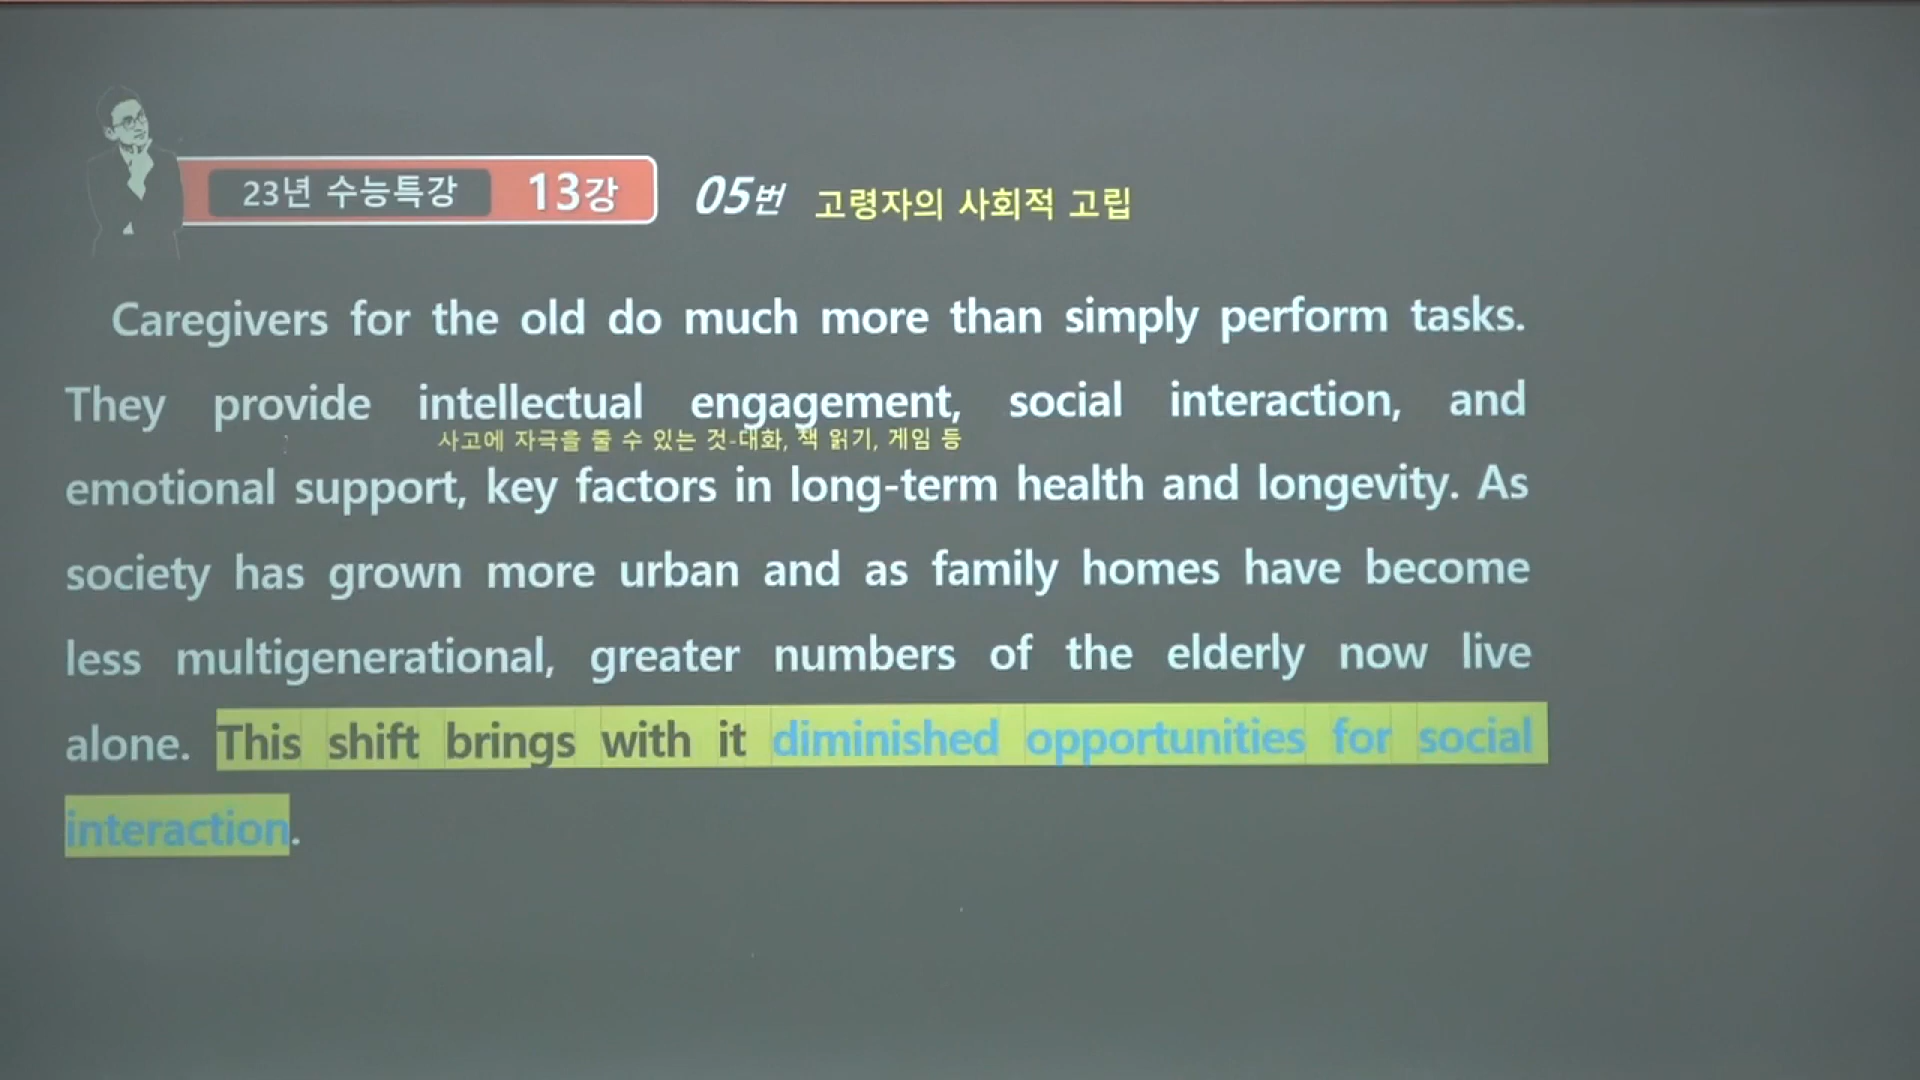 23년 수능특강 13강 05번 고령자의 사회적 고립
Caregivers for the old do much more than simply perform tasks.
They provide intellectual engagement, social interaction, and
사고에 자극을 줄 수 있는 것-대화, 책 읽기, 게임 등
emotional support, key factors in long-term health and longevity. As
society has grown more urban and as family homes have become
less multigenerational, greater numbers of the elderly now live
alone. This shift brings with it diminished opportunities for social
interaction.